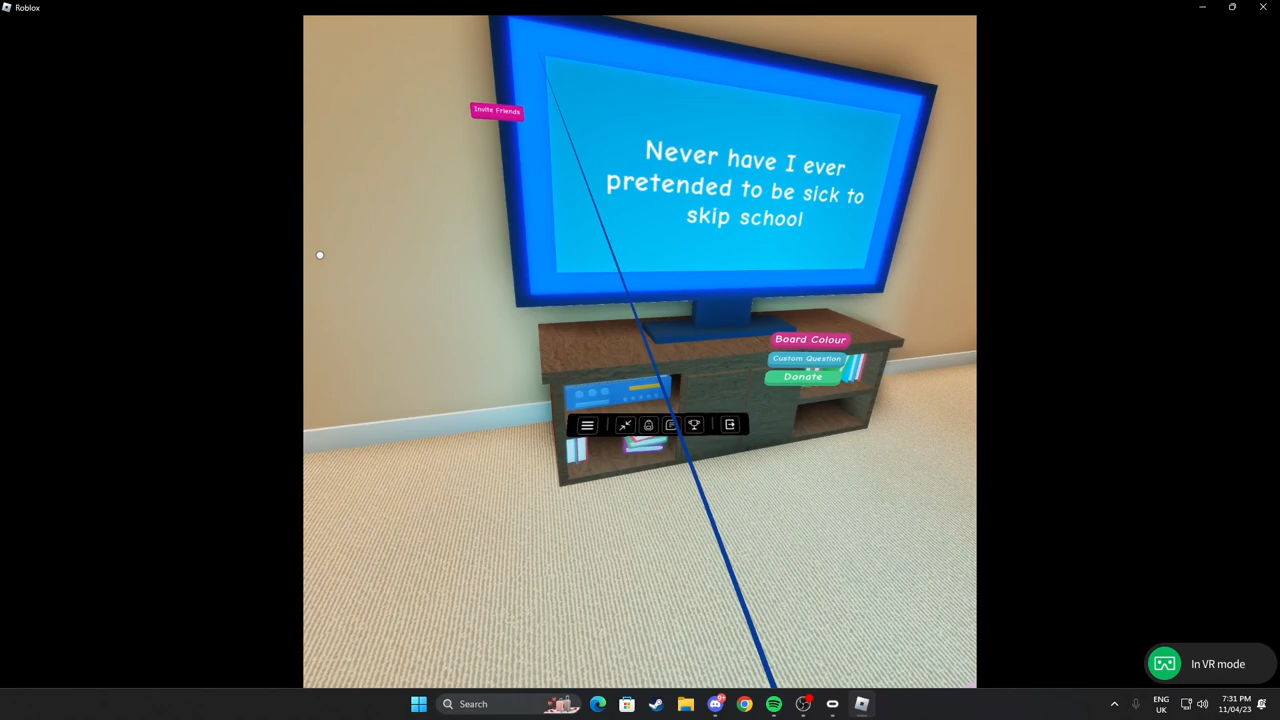 Roblox
Invite Friends
Never have I ever
pretended to be sick to
skip school
Board Colour
Custom Question
Donate
In VR mode
Search
9+
ENG
UK
7:31 PM
11/04/23